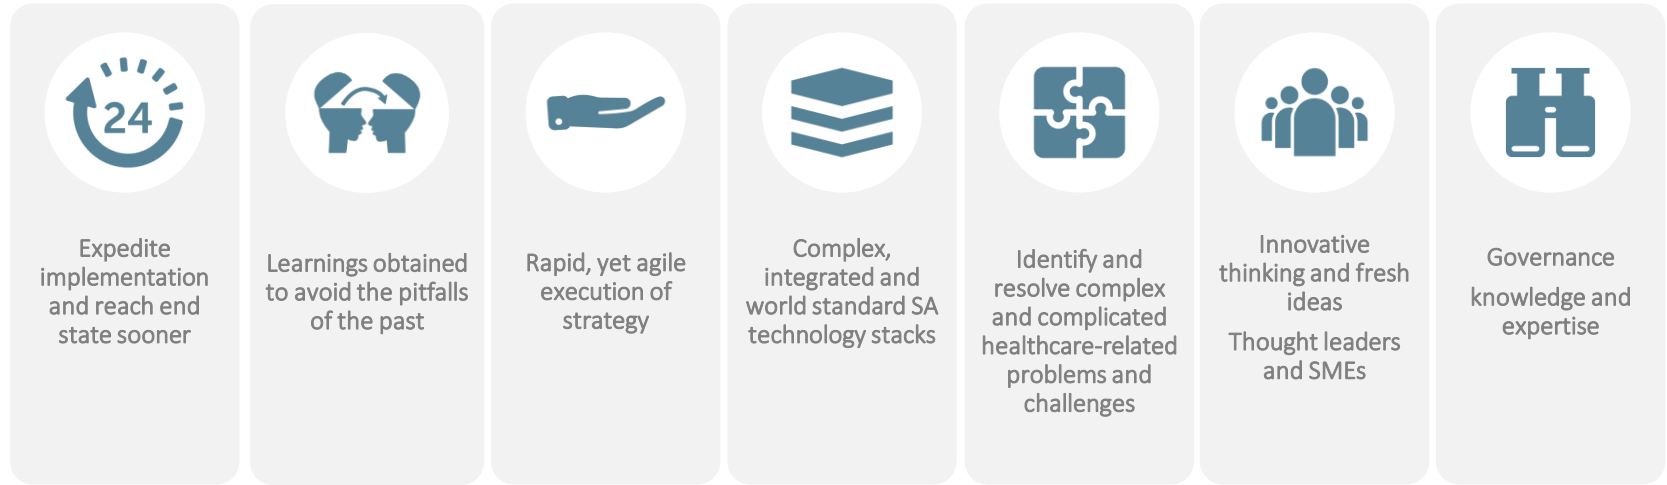 24
Expedite
implementation
and reach end
state sooner
Learnings obtained
to avoid the pitfalls
of the past
Rapid, yet agile
execution of
strategy
Complex,
integrated and
world standard SA
technology stacks
Identify and
resolve complex
and complicated
healthcare-related
problems and
challenges
Innovative
thinking and fresh
ideas
Thought leaders
and SMEs
Governance
knowledge and
expertise